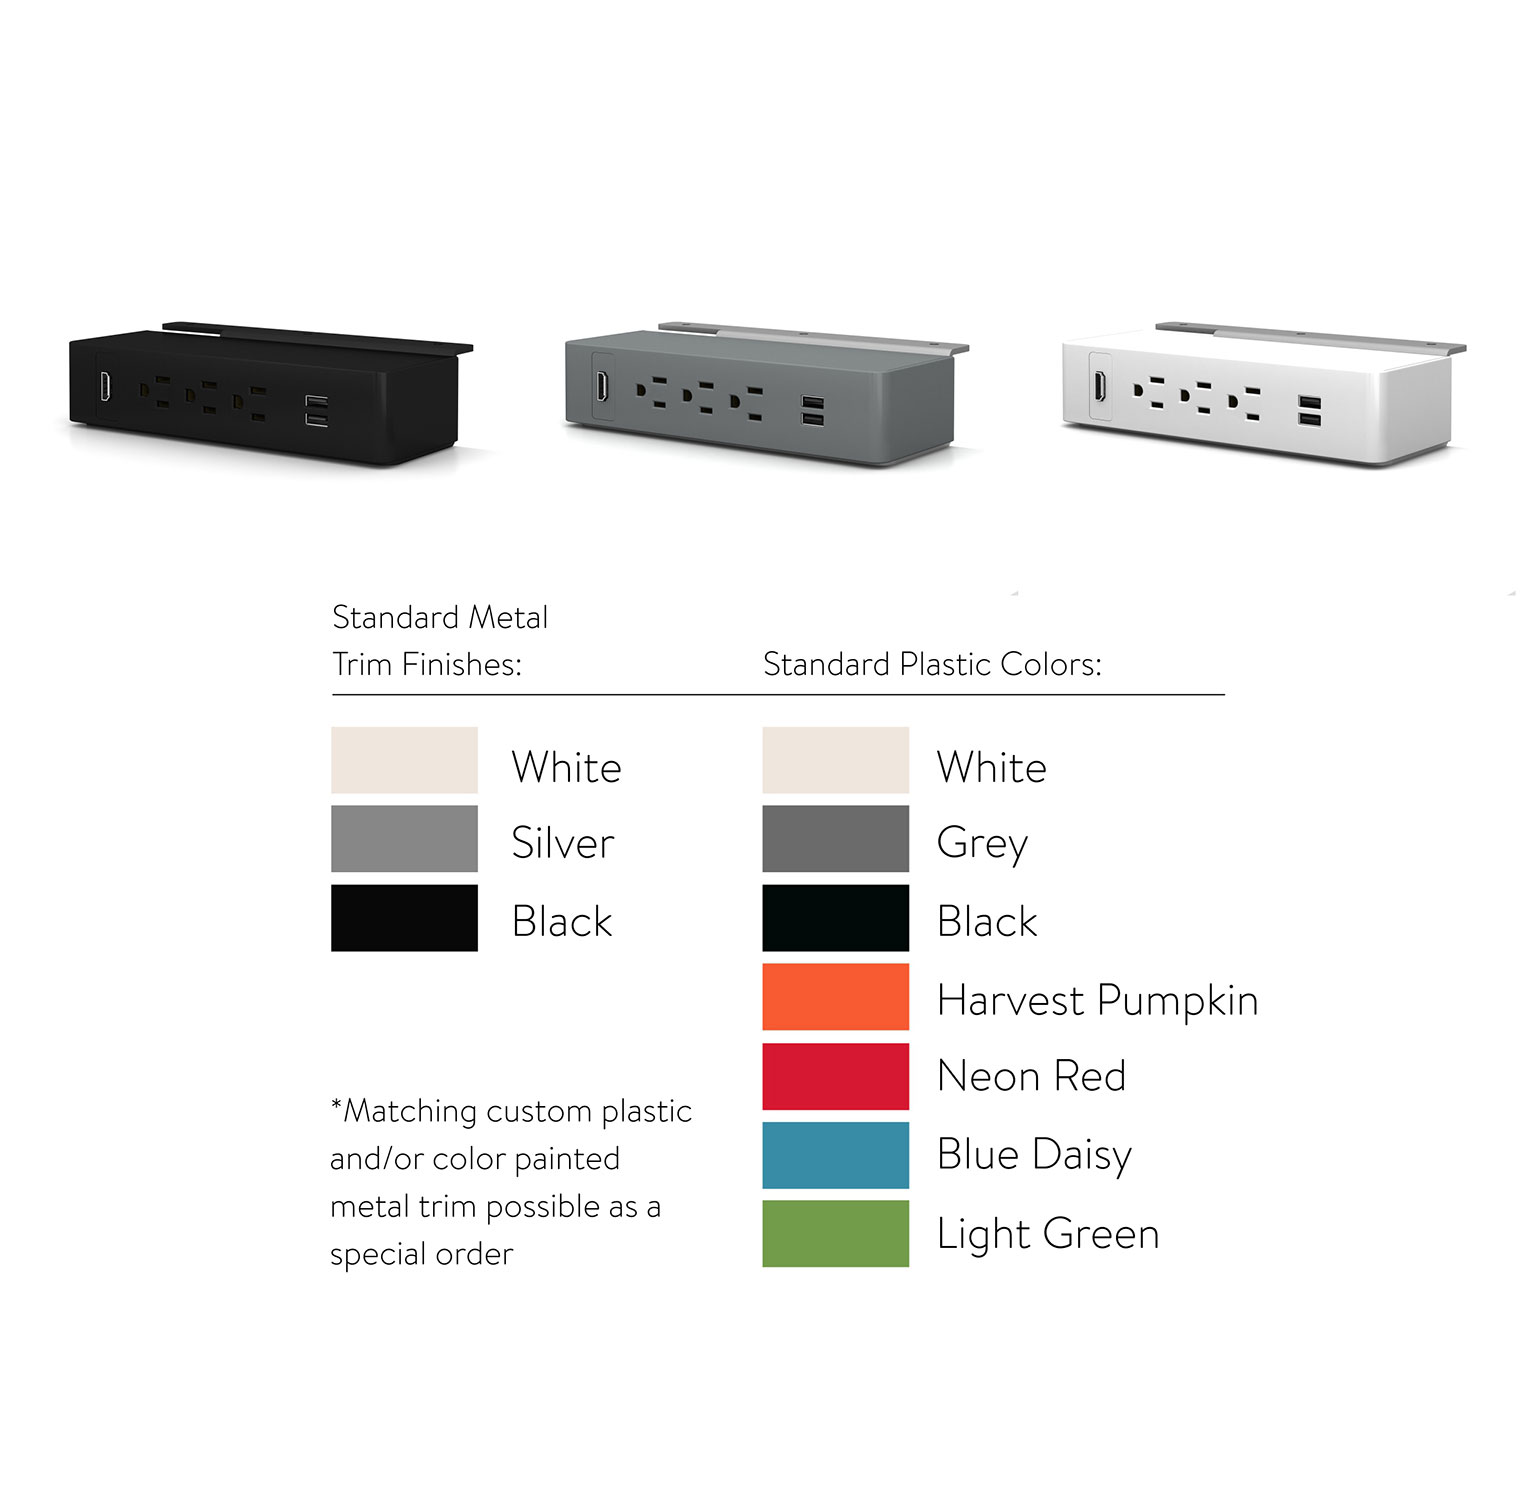 Standard Metal
Trim Finishes:
Standard Plastic Colors:
White
Silver
Black
*Matching custom plastic
and/or color painted
metal trim possible as a
special order
White
Grey
Black
Harvest Pumpkin
Neon Red
Blue Daisy
Light Green